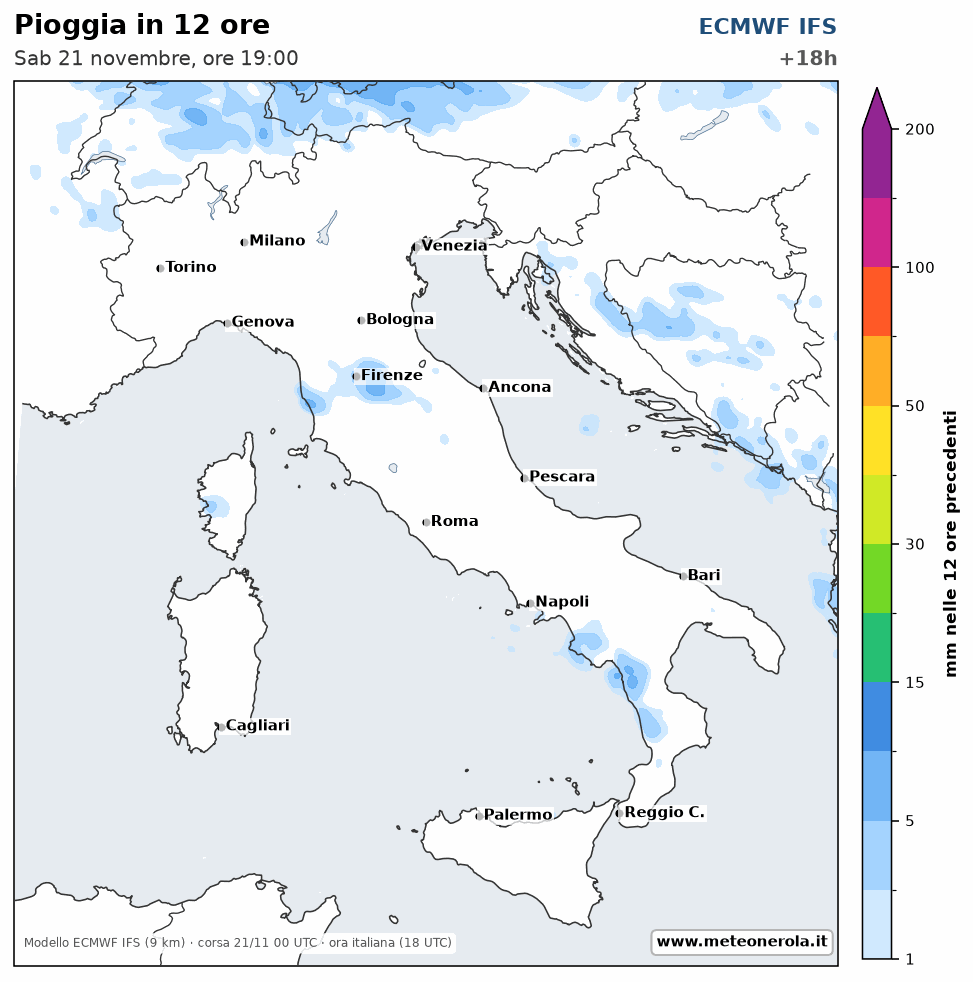 Pioggia in 12 ore
ECMWF IFS
Sab 21 novembre, ore 19:00
+18h
200
100
50
30
15
5
1
mm nelle 12 ore precedenti
Milano
Venezia
Torino
Genova
Bologna
Firenze
Ancona
Pescara
Roma
Bari
Napoli
Cagliari
Palermo
Reggio C.
Modello ECMWF IFS (9 km) · corsa 21/11 00 UTC · ora italiana (18 UTC)
www.meteonerola.it